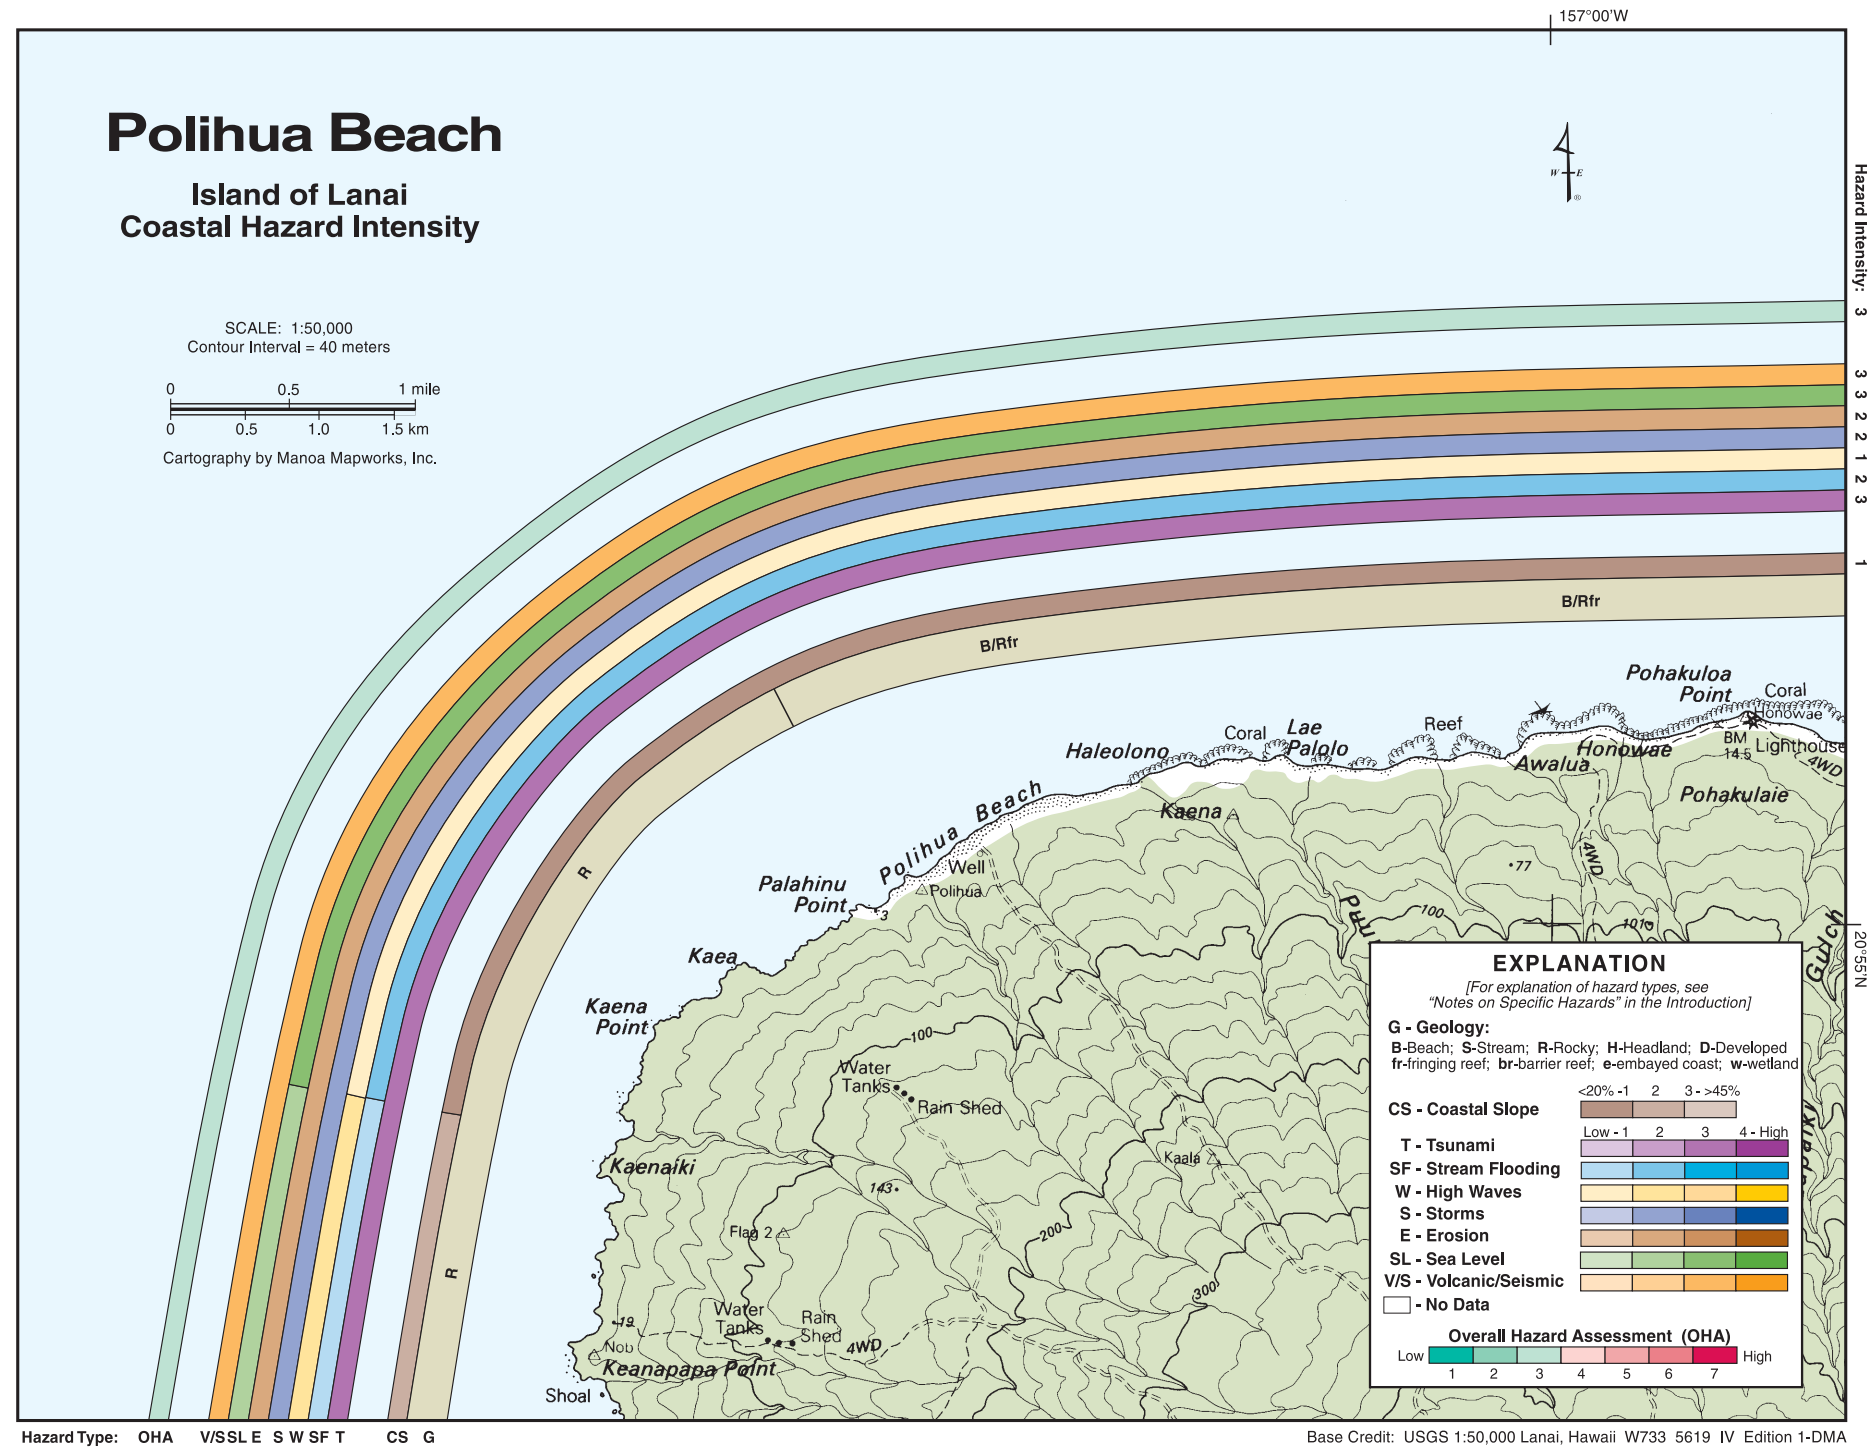 157°00'W
Polihua Beach
Island of Lanai
Coastal Hazard Intensity
SCALE: 1:50,000
Contour Interval = 40 meters
0 0.5 1 mile
0 0.5 1.0 1.5 km
Cartography by Manoa Mapworks, Inc.
W E
®
Hazard Intensity: 3 3 3 2 2 1 2 3 1
B/Rfr
B/Rfr
R
R
Pohakuloa
Point
Coral
Honowae
BM
14.5
Lighthouse
4WD
Honowae
Awalua
Pohakulaie
Reef
Lae
Palolo
Coral
Haleolono
Kaena
Polihua Beach
Well
Polihua
Palahinu
Point
3
Kaea
Kaena
Point
77
4WD
100
101
Gulch
20°55'N
100
Water
Tanks
Rain Shed
Kaenaiki
143
Kaala
Flag 2
200
300
19
Water
Tanks
Rain
Shed
4WD
Nob
Keanapapa Point
Shoal
EXPLANATION
[For explanation of hazard types, see
“Notes on Specific Hazards” in the Introduction]
G - Geology:
B-Beach; S-Stream; R-Rocky; H-Headland; D-Developed
fr-fringing reef; br-barrier reef; e-embayed coast; w-wetland
<20% -1 2 3 - >45%
CS - Coastal Slope
Low - 1 2 3 4 - High
T - Tsunami
SF - Stream Flooding
W - High Waves
S - Storms
E - Erosion
SL - Sea Level
V/S - Volcanic/Seismic
- No Data
Overall Hazard Assessment (OHA)
Low High
1 2 3 4 5 6 7
Hazard Type: OHA V/S SL E S W SF T CS G
Base Credit: USGS 1:50,000 Lanai, Hawaii W733 5619 IV Edition 1-DMA